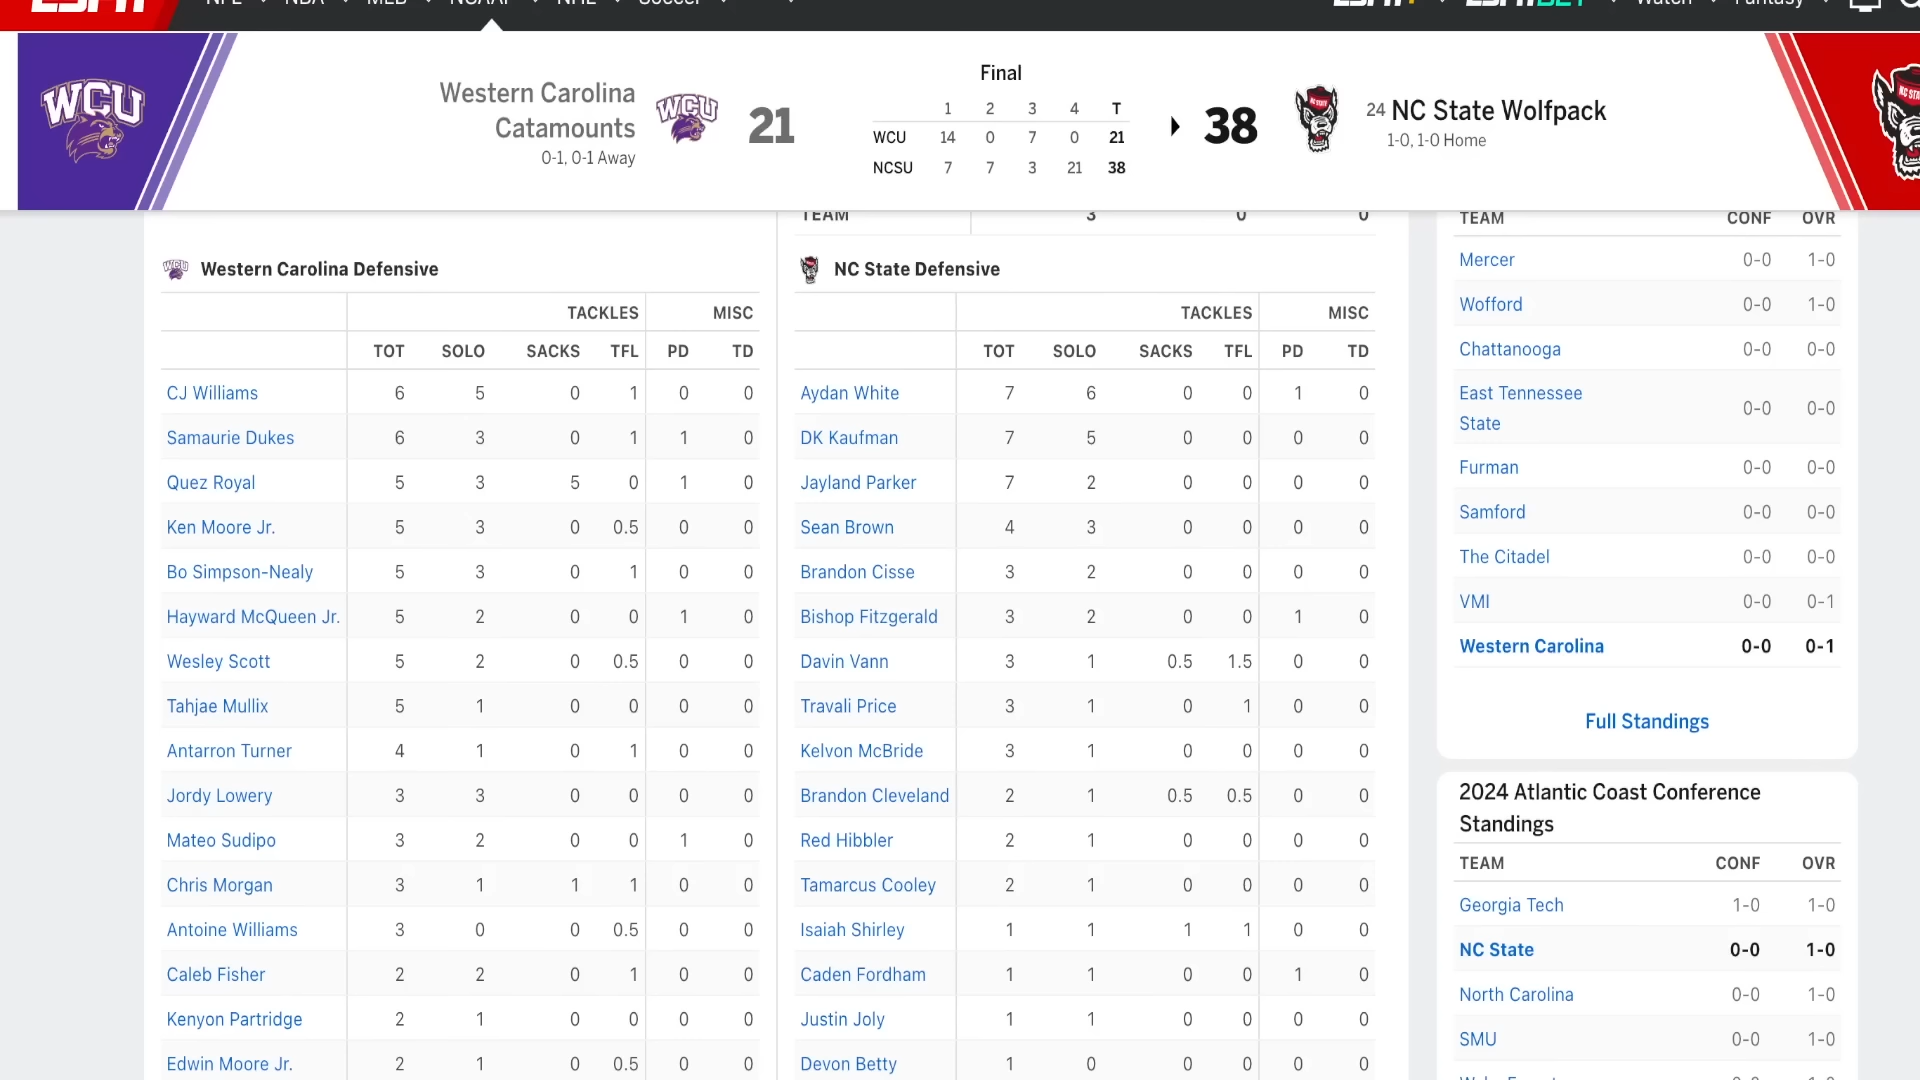 NFL NBA MLB NCAAF NHL Soccer Watch Fantasy
WCU
Western Carolina
Catamounts
0-1, 0-1 Away
WCU
21
Final
1 2 3 4 T
WCU 14 0 7 0 21
NCSU 7 7 3 21 38
38
24 NC State Wolfpack
1-0, 1-0 Home
TEAM 3 0 0
Western Carolina Defensive
TACKLES MISC
TOT SOLO SACKS TFL PD TD
CJ Williams 6 5 0 1 0 0
Samaurie Dukes 6 3 0 1 1 0
Quez Royal 5 3 5 0 1 0
Ken Moore Jr. 5 3 0 0.5 0 0
Bo Simpson-Nealy 5 3 0 1 0 0
Hayward McQueen Jr. 5 2 0 0 1 0
Wesley Scott 5 2 0 0.5 0 0
Tahjae Mullix 5 1 0 0 0 0
Antarron Turner 4 1 0 1 0 0
Jordy Lowery 3 3 0 0 0 0
Mateo Sudipo 3 2 0 0 1 0
Chris Morgan 3 1 1 1 0 0
Antoine Williams 3 0 0 0.5 0 0
Caleb Fisher 2 2 0 1 0 0
Kenyon Partridge 2 1 0 0 0 0
Edwin Moore Jr. 2 1 0 0.5 0 0
NC State Defensive
TACKLES MISC
TOT SOLO SACKS TFL PD TD
Aydan White 7 6 0 0 1 0
DK Kaufman 7 5 0 0 0 0
Jayland Parker 7 2 0 0 0 0
Sean Brown 4 3 0 0 0 0
Brandon Cisse 3 2 0 0 0 0
Bishop Fitzgerald 3 2 0 0 1 0
Davin Vann 3 1 0.5 1.5 0 0
Travali Price 3 1 0 1 0 0
Kelvon McBride 3 1 0 0 0 0
Brandon Cleveland 2 1 0.5 0.5 0 0
Red Hibbler 2 1 0 0 0 0
Tamarcus Cooley 2 1 0 0 0 0
Isaiah Shirley 1 1 1 1 0 0
Caden Fordham 1 1 0 0 1 0
Justin Joly 1 1 0 0 0 0
Devon Betty 1 0 0 0 0 0
TEAM CONF OVR
Mercer 0-0 1-0
Wofford 0-0 1-0
Chattanooga 0-0 0-0
East Tennessee
State 0-0 0-0
Furman 0-0 0-0
Samford 0-0 0-0
The Citadel 0-0 0-0
VMI 0-0 0-1
Western Carolina 0-0 0-1
Full Standings
2024 Atlantic Coast Conference
Standings
TEAM CONF OVR
Georgia Tech 1-0 1-0
NC State 0-0 1-0
North Carolina 0-0 1-0
SMU 0-0 1-0